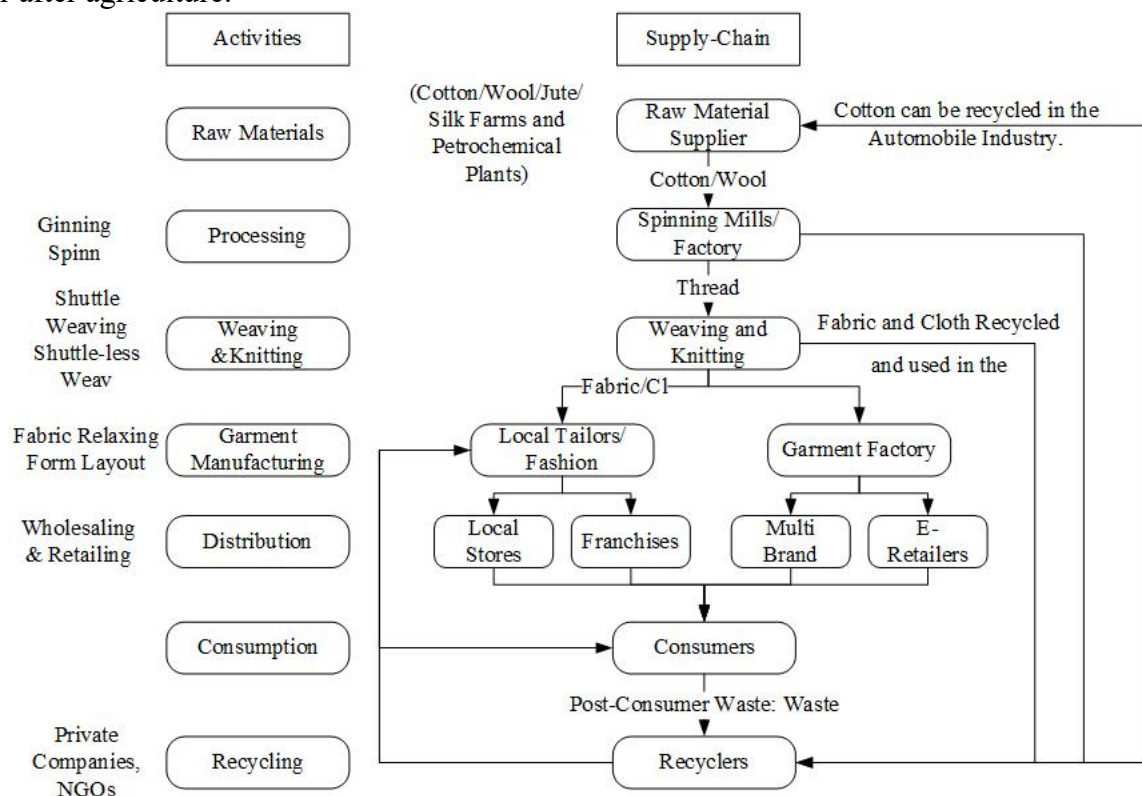 after agriculture.
Activities
Supply-Chain
(Cotton/Wool/Jute/
Silk Farms and
Petrochemical
Plants)
Raw Materials
Raw Material
Supplier
Cotton can be recycled in the
Automobile Industry.
Cotton/Wool
Ginning
Spinn
Processing
Spinning Mills/
Factory
Thread
Shuttle
Weaving
Shuttle-less
Weav
Weaving
&Knitting
Weaving and
Knitting
Fabric and Cloth Recycled
and used in the
Fabric/Cl
Fabric Relaxing
Form Layout
Garment
Manufacturing
Local Tailors/
Fashion
Garment Factory
Wholesaling
& Retailing
Distribution
Local
Stores
Franchises
Multi
Brand
E-
Retailers
Consumption
Consumers
Post-Consumer Waste: Waste
Private
Companies,
NGOs
Recycling
Recyclers